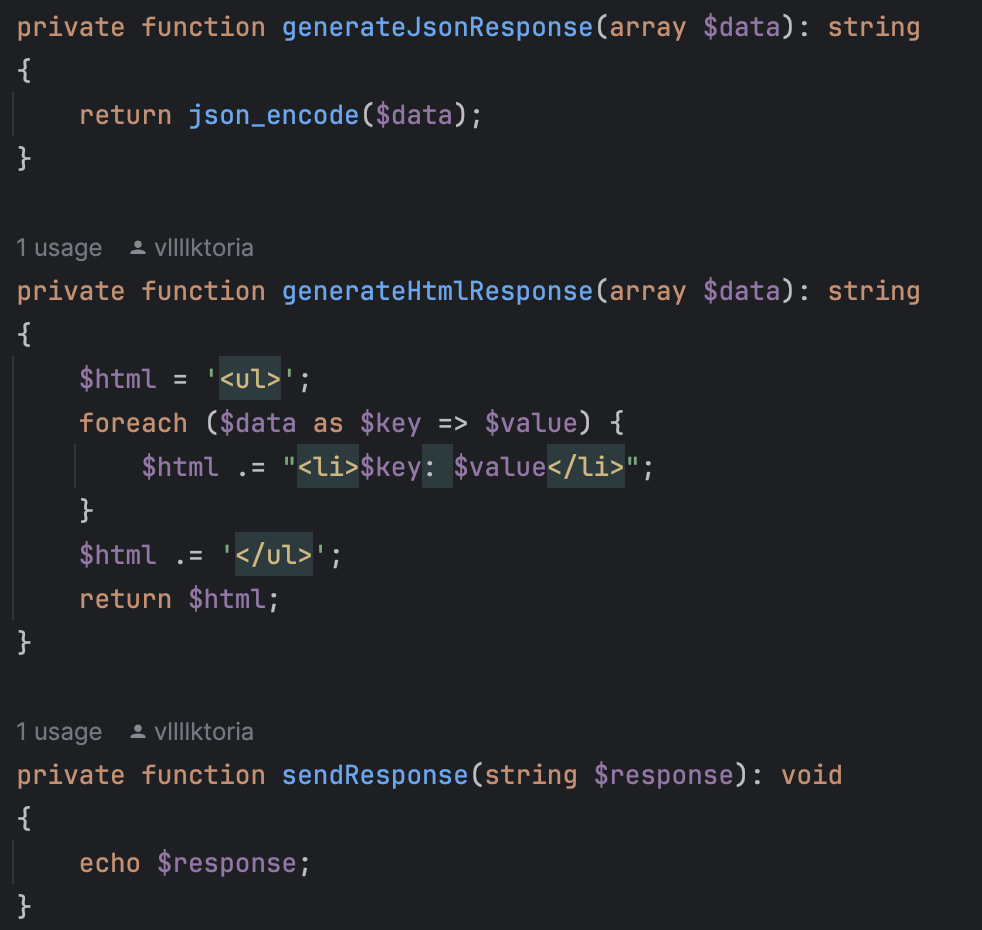 private function generateJsonResponse(array $data): string
{
    return json_encode($data);
}
1 usage vllllktoria
private function generateHtmlResponse(array $data): string
{
    $html = '<ul>';
    foreach ($data as $key => $value) {
        $html .= "<li>$key: $value</li>";
    }
    $html .= '</ul>';
    return $html;
}
1 usage vllllktoria
private function sendResponse(string $response): void
{
    echo $response;
}